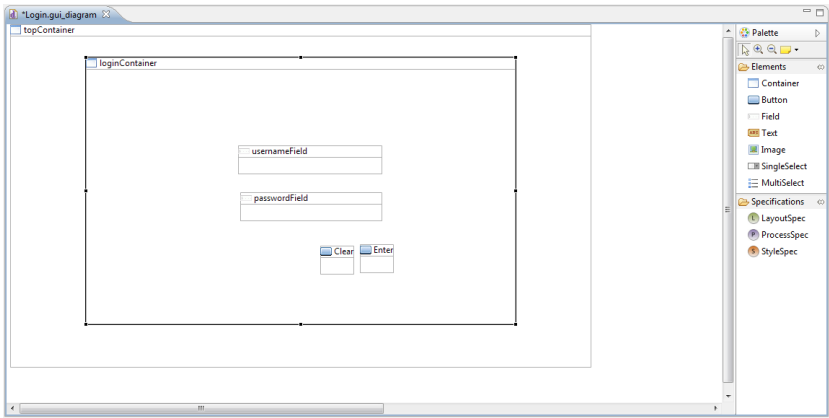 *Login.gui_diagram
topContainer
loginContainer
usernameField
passwordField
Clear
Enter
Palette
Elements
Container
Button
Field
ABC Text
Image
SingleSelect
MultiSelect
Specifications
L LayoutSpec
P ProcessSpec
S StyleSpec